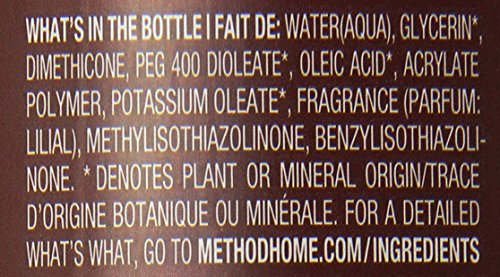 WHAT'S IN THE BOTTLE I FAIT DE: WATER(AQUA), GLYCERIN*,
DIMETHICONE, PEG 400 DIOLEATE*, OLEIC ACID*, ACRYLATE
POLYMER, POTASSIUM OLEATE*, FRAGRANCE (PARFUM:
LILIAL), METHYLISOTHIAZOLINONE, BENZYLISOTHIAZOLI-
NONE. * DENOTES PLANT OR MINERAL ORIGIN/TRACE
D'ORIGINE BOTANIQUE OU MINÉRALE. FOR A DETAILED
WHAT'S WHAT, GO TO METHODHOME.COM/INGREDIENTS